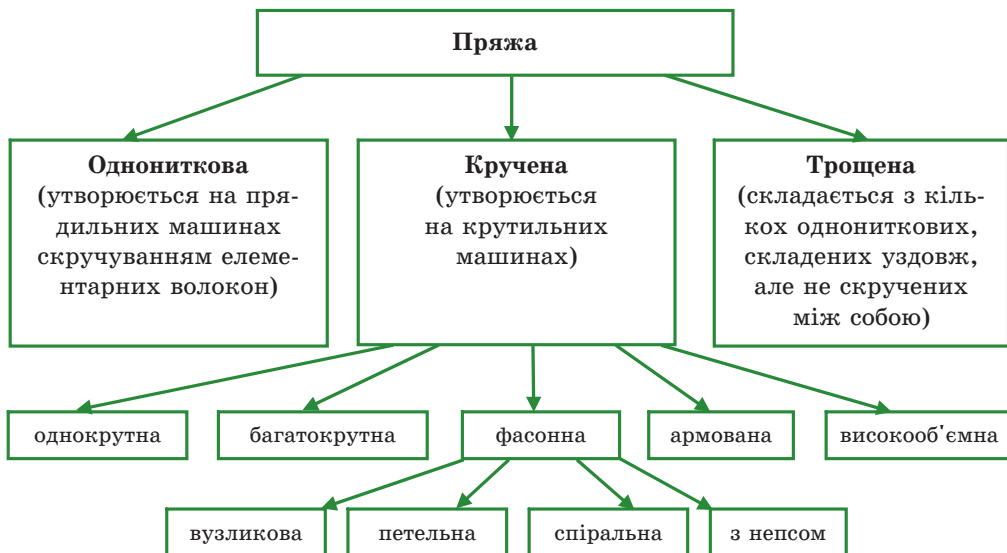 Пряжа
Однониткова
(утворюється на пря-
дильних машинах
скручуванням елеме-
нтарних волокон)
Кручена
(утворюється
на крутильних
машинах)
Трощена
(складається з кіль-
кох однониткових,
складених уздовж,
але не скручених
між собою)
однокрутна
багатокрутна
фасонна
армована
високооб'ємна
вузликова
петельна
спіральна
з непсом